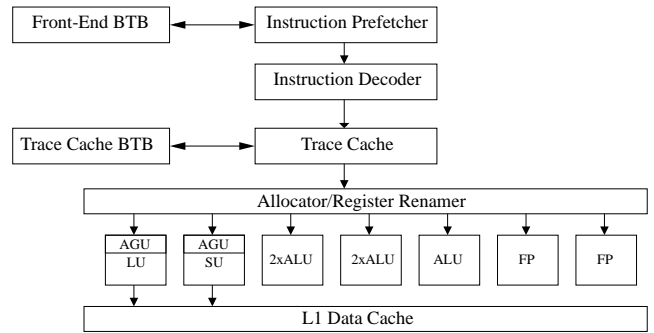 Front-End BTB
Instruction Prefetcher
Instruction Decoder
Trace Cache BTB
Trace Cache
Allocator/Register Renamer
AGU
AGU
LU
SU
2xALU
2xALU
ALU
FP
FP
L1 Data Cache